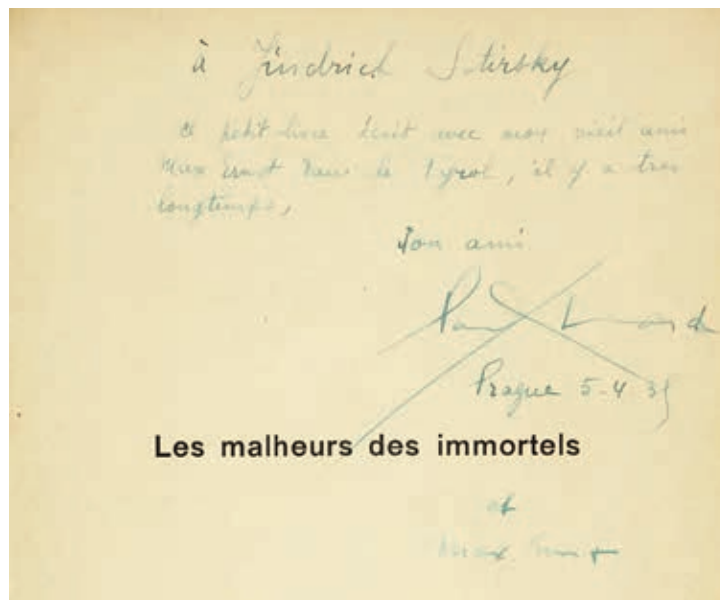 à Jindrich Stirsky
ce petit livre écrit avec mon vieil ami
Max Ernst dans le Tyrol, il y a très
longtemps,
Son ami
Paul Eluard
Prague 5-4 35
Les malheurs des immortels
et
Max Ernst